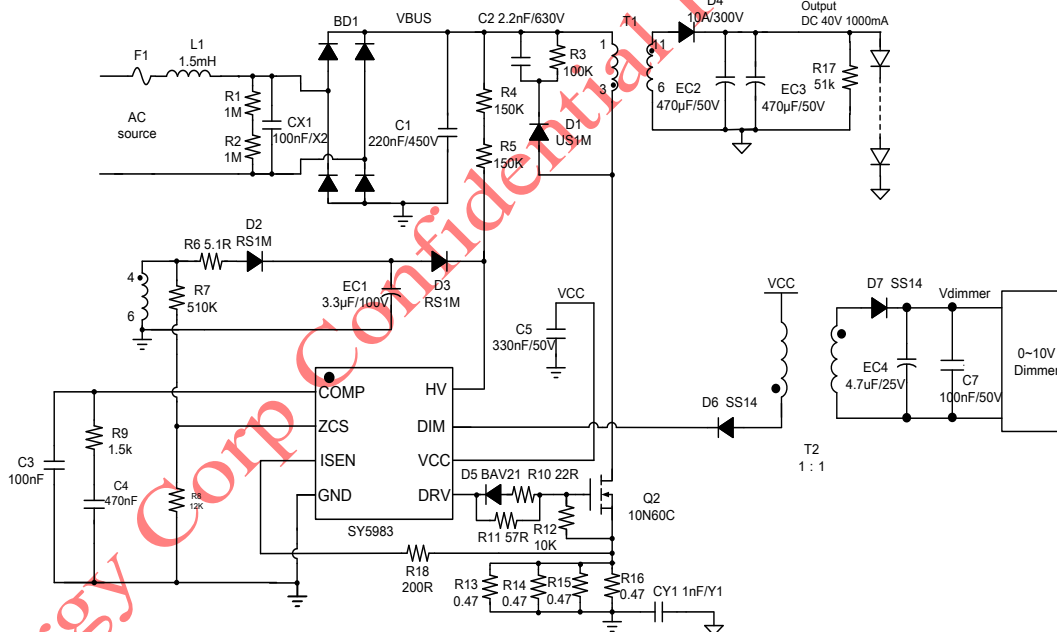 BD1
VBUS
C2 2.2nF/630V
T1
D4
10A/300V
Output
DC 40V 1000mA
F1
L1
1.5mH
R3
100K
1
11
3
6
R17
51k
EC2
470µF/50V
EC3
470µF/50V
AC
source
R1
1M
R2
1M
CX1
100nF/X2
C1
220nF/450V
R4
150K
R5
150K
D1
US1M
D2
RS1M
R6 5.1R
4
6
R7
510K
EC1
3.3µF/100V
D3
RS1M
VCC
C5
330nF/50V
VCC
D7 SS14
Vdimmer
EC4
4.7uF/25V
C7
100nF/50V
0~10V
Dimmer
D6 SS14
T2
1 : 1
COMP
HV
ZCS
DIM
ISEN
VCC
GND
DRV
SY5983
R9
1.5k
C3
100nF
C4
470nF
R8
12K
D5 BAV21
R10 22R
R11 57R
R12
10K
Q2
10N60C
R18
200R
R13
0.47
R14
0.47
R15
0.47
R16
0.47
CY1 1nF/Y1
gy Corp Confidential